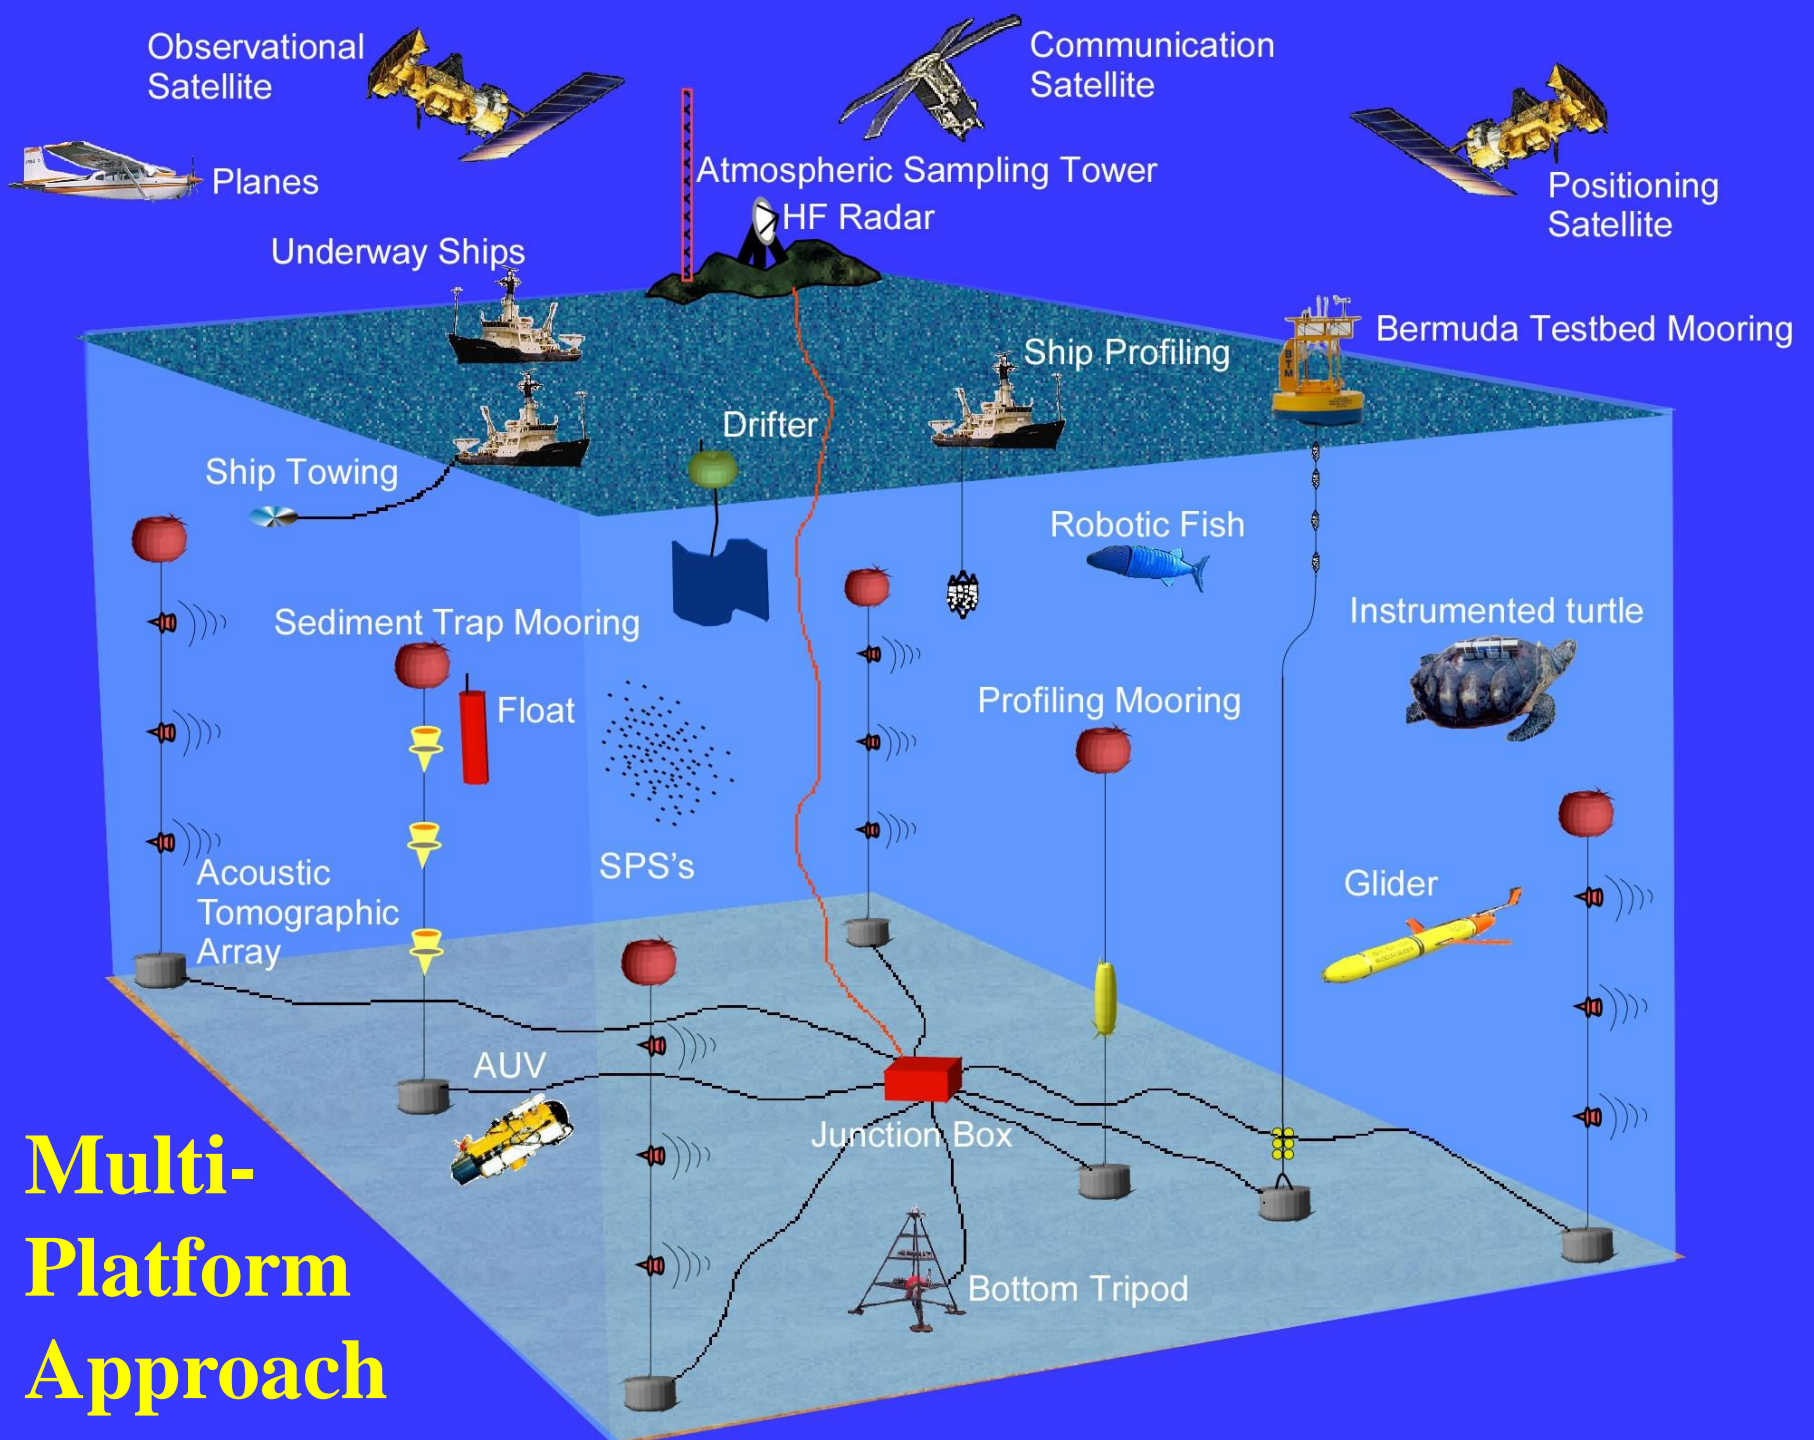 Observational
Satellite
Communication
Satellite
Planes
Atmospheric Sampling Tower
HF Radar
Positioning
Satellite
Underway Ships
Bermuda Testbed Mooring
Ship Profiling
BTM
Drifter
Ship Towing
Robotic Fish
Instrumented turtle
Sediment Trap Mooring
Float
Profiling Mooring
SPS's
Acoustic
Tomographic
Array
Glider
AUV
Junction Box
Bottom Tripod
Multi-
Platform
Approach